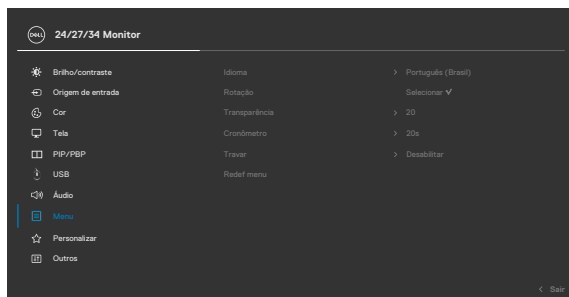 DELL 24/27/34 Monitor
Brilho/contraste Idioma > Português (Brasil)
Origem de entrada Rotação Selecionar ✓
Cor Transparência > 20
Tela Cronômetro > 20s
PIP/PBP Travar > Desabilitar
USB Redef menu
Áudio
Menu
Personalizar
Outros
< Sair